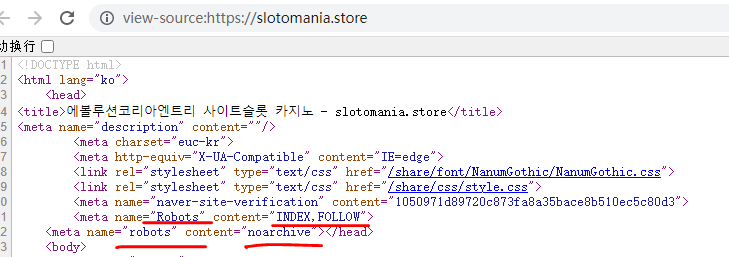 view-source:https://slotomania.store
动换行
1 <!DOCTYPE html>
2 <html lang="ko">
3 <head>
4 <title>에볼루션코리아엔트리 사이트슬롯 카지노 - slotomania.store</title>
5 <meta name="description" content=""/>
6 <meta charset="euc-kr">
7 <meta http-equiv="X-UA-Compatible" content="IE=edge">
8 <link rel="stylesheet" type="text/css" href="/share/font/NanumGothic/NanumGothic.css">
9 <link rel="stylesheet" type="text/css" href="/share/css/style.css">
0 <meta name="naver-site-verification" content="1050971d89720c873fa8a35bace8b510ec5c80d3">
1 <meta name="Robots" content="INDEX,FOLLOW">
2 <meta name="robots" content="noarchive"></head>
3 <body>